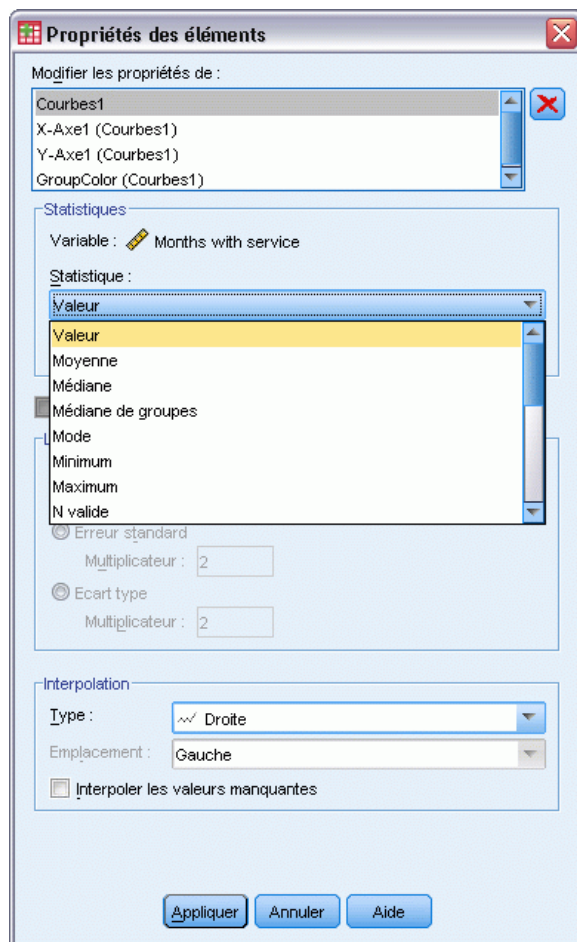 Propriétés des éléments
Modifier les propriétés de :
Courbes1
X-Axe1 (Courbes1)
Y-Axe1 (Courbes1)
GroupColor (Courbes1)
Statistiques
Variable : Months with service
Statistique :
Valeur
Valeur
Moyenne
Médiane
Médiane de groupes
Mode
Minimum
Maximum
N valide
Erreur standard
Multiplicateur : 2
Ecart type
Multiplicateur : 2
Interpolation
Type : Droite
Emplacement : Gauche
Interpoler les valeurs manquantes
Appliquer Annuler Aide